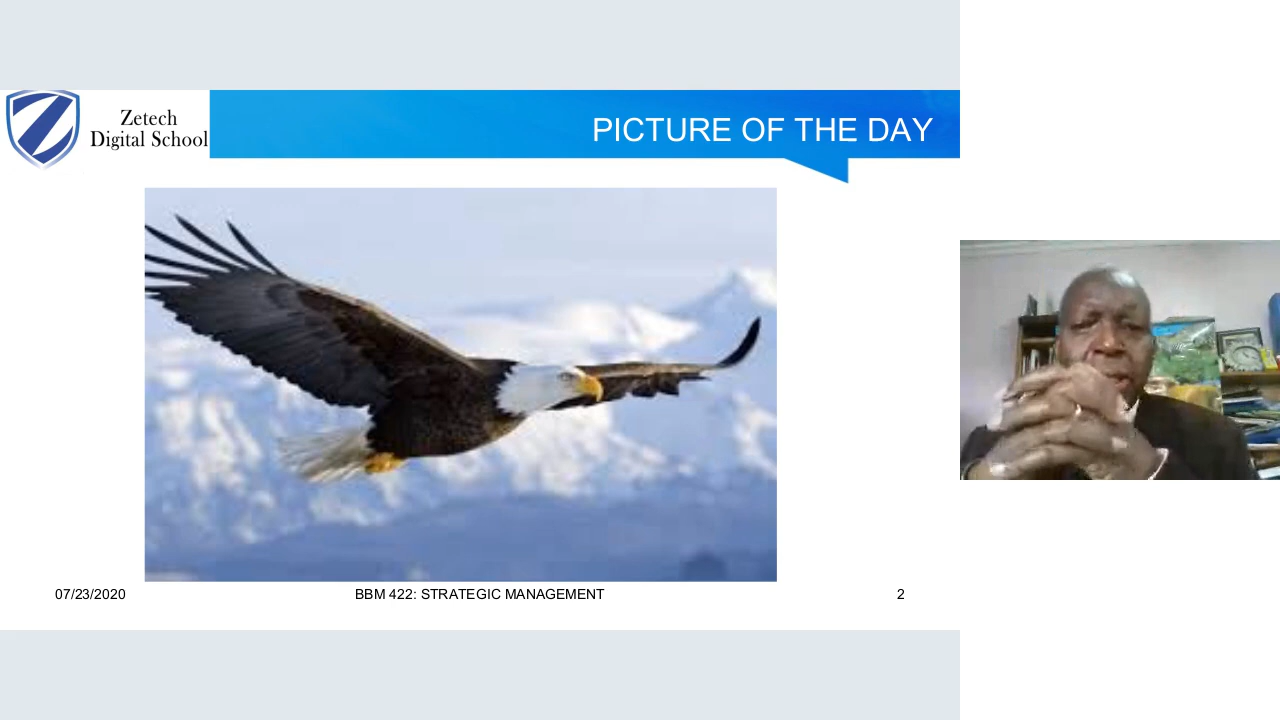 Zetech
Digital School
PICTURE OF THE DAY
07/23/2020
BBM 422: STRATEGIC MANAGEMENT
2